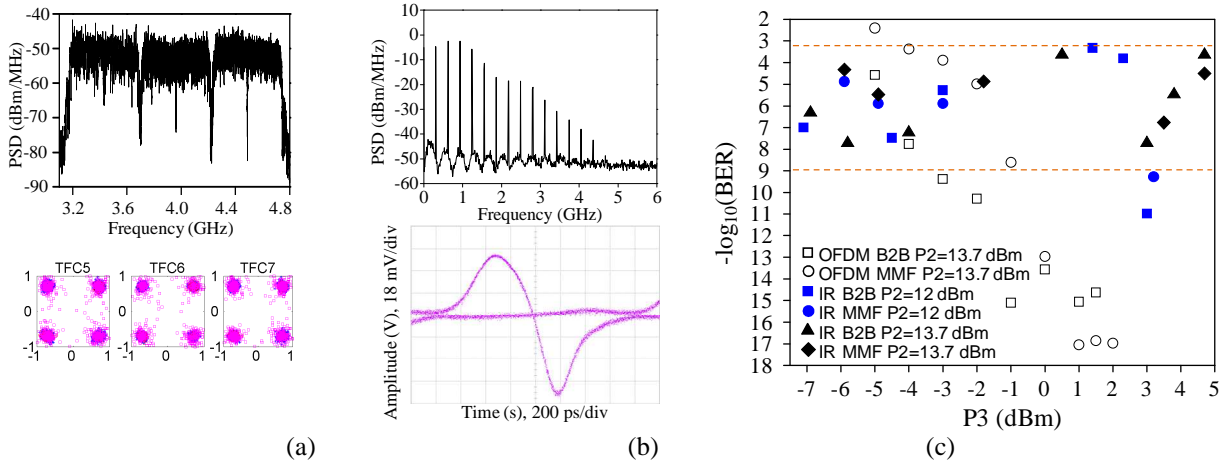 (a)
-40
-50
-60
-70
-80
-90
PSD (dBm/MHz)
3.2 3.6 4.0 4.4 4.8
Frequency (GHz)
TFC5 TFC6 TFC7
1 1 1
0 0 0
-1 -1 -1
0 1 0 1 0 1
(b)
10
0
-10
-20
-30
-40
-50
-60
PSD (dBm/MHz)
0 1 2 3 4 5 6
Frequency (GHz)
Amplitude (V), 18 mV/div
Time (s), 200 ps/div
(c)
2
3
4
5
6
7
8
9
10
11
12
13
14
15
16
17
18
-log10(BER)
OFDM B2B P2=13.7 dBm
OFDM MMF P2=13.7 dBm
IR B2B P2=12 dBm
IR MMF P2=12 dBm
IR B2B P2=13.7 dBm
IR MMF P2=13.7 dBm
-7 -6 -5 -4 -3 -2 -1 0 1 2 3 4 5
P3 (dBm)
(a) (b) (c)